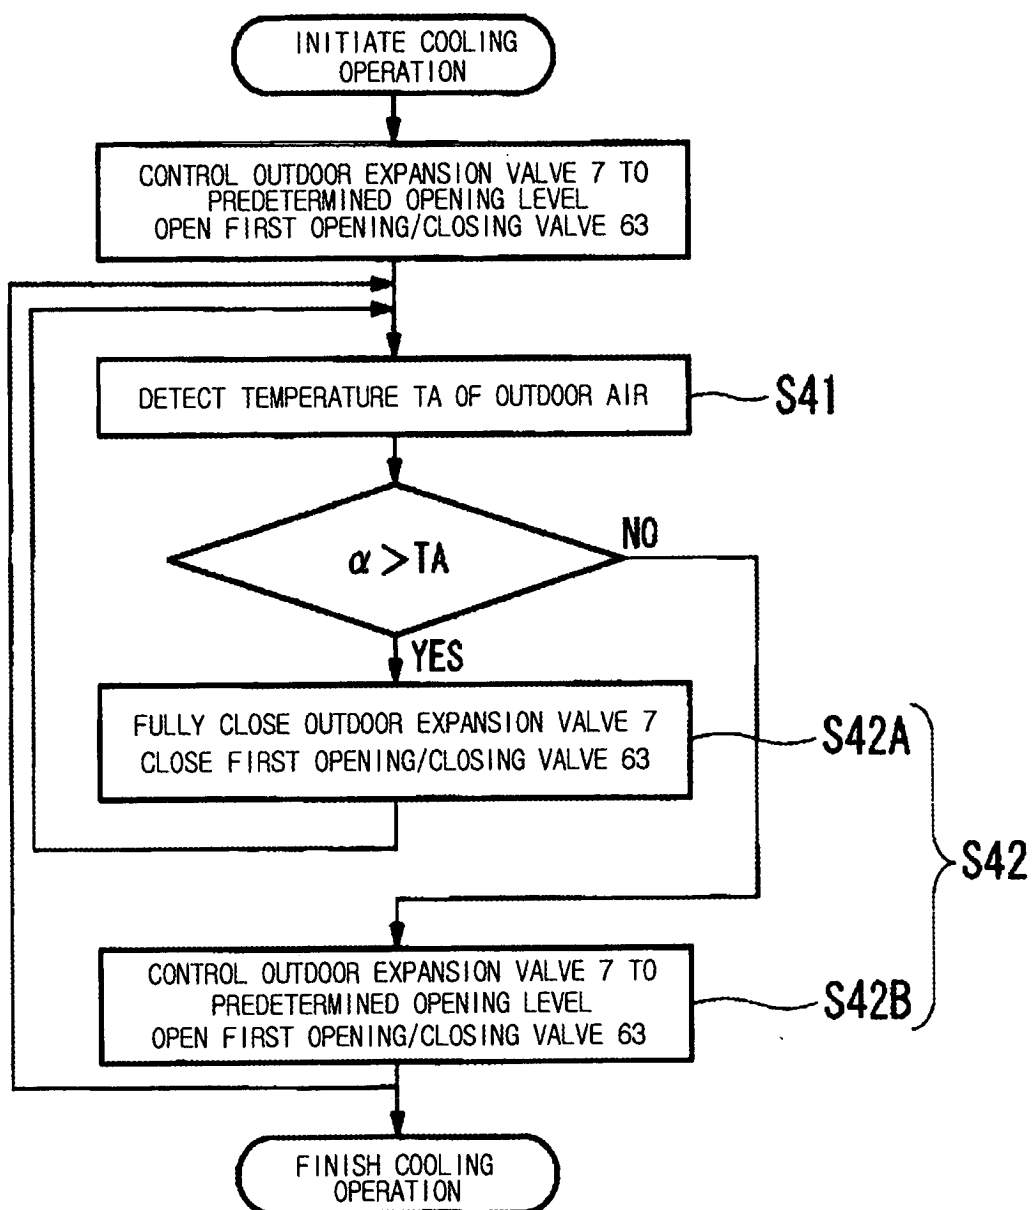 INITIATE COOLING
OPERATION
CONTROL OUTDOOR EXPANSION VALVE 7 TO
PREDETERMINED OPENING LEVEL
OPEN FIRST OPENING/CLOSING VALVE 63
DETECT TEMPERATURE TA OF OUTDOOR AIR
S41
α>TA
NO
YES
FULLY CLOSE OUTDOOR EXPANSION VALVE 7
CLOSE FIRST OPENING/CLOSING VALVE 63
S42A
S42
CONTROL OUTDOOR EXPANSION VALVE 7 TO
PREDETERMINED OPENING LEVEL
OPEN FIRST OPENING/CLOSING VALVE 63
S42B
FINISH COOLING
OPERATION